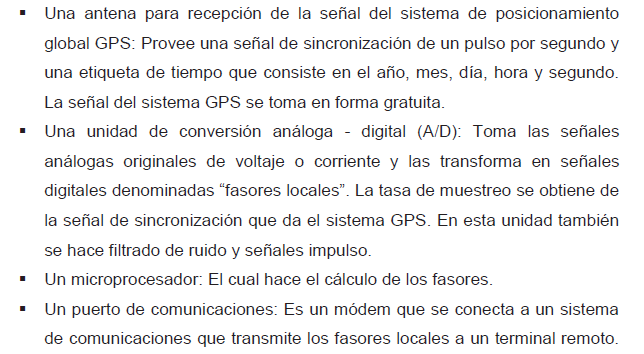 ▪ Una antena para recepción de la señal del sistema de posicionamiento
global GPS: Provee una señal de sincronización de un pulso por segundo y
una etiqueta de tiempo que consiste en el año, mes, día, hora y segundo.
La señal del sistema GPS se toma en forma gratuita.
▪ Una unidad de conversión análoga - digital (A/D): Toma las señales
análogas originales de voltaje o corriente y las transforma en señales
digitales denominadas “fasores locales”. La tasa de muestreo se obtiene de
la señal de sincronización que da el sistema GPS. En esta unidad también
se hace filtrado de ruido y señales impulso.
▪ Un microprocesador: El cual hace el cálculo de los fasores.
▪ Un puerto de comunicaciones: Es un módem que se conecta a un sistema
de comunicaciones que transmite los fasores locales a un terminal remoto.